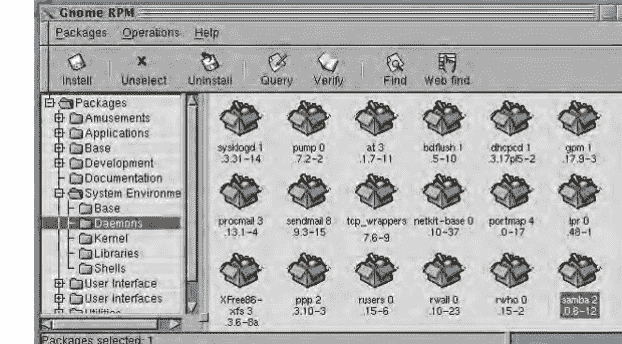 Gnome RPM
Packages Operations Help
Install Unselect Uninstall Query Verify Find Web find
Packages
Amusements
Applications
Base
Development
Documentation
System Environme
Base
Daemons
Kernel
Libraries
Shells
User Interface
User interfaces
Utilities
sysklogd 1 pump 0 at 3 bdflush 1 dhcpcd 1 gpm 1
.3.31-14 .7.2-2 .1.7-11 .5-10 .3.17pl5-2 .17.9-3
procmail 3 sendmail 8 tcp_wrappers netkit-base 0 portmap 4 lpr 0
.13.1-4 .9.3-15 7.6-9 .10-37 .0-17 .48-1
XFree86- ppp 2 rusers 0 rwall 0 rwho 0 samba 2
xfs 3 .3.10-3 .15-6 .10-23 .15-2 .0.6-12
.3.6-6a
Packages selected: 1